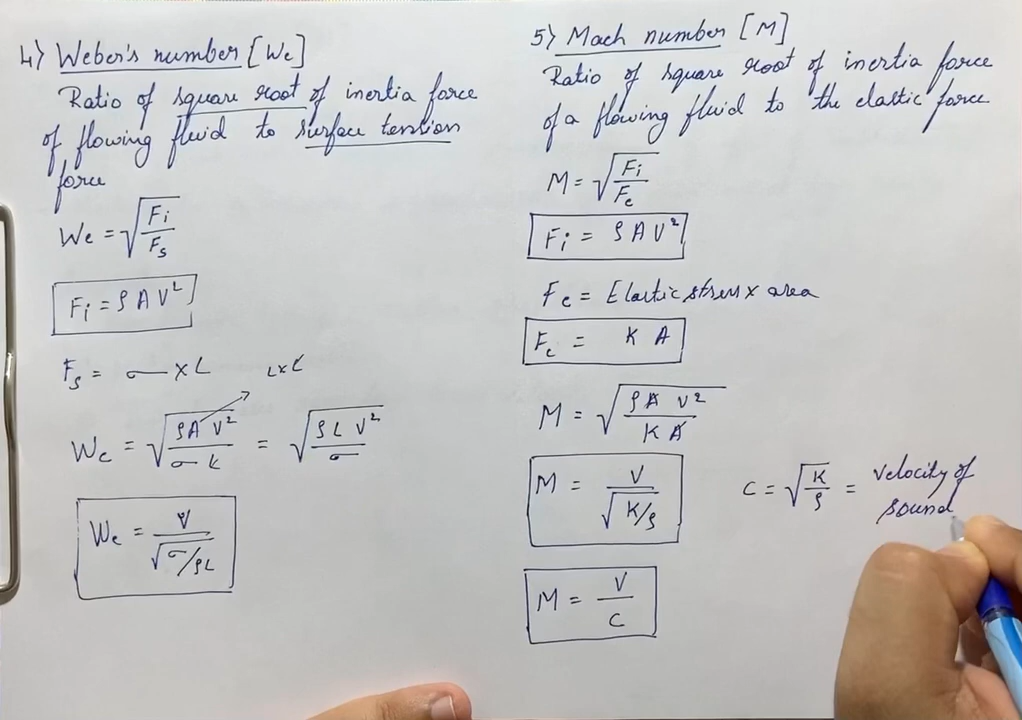 4) Weber's number [We]
Ratio of square root of inertia force
of flowing fluid to surface tension
force
We = √(Fi/Fs)
Fi = ρ A V²
Fs = σ × L L×L
We = √(ρA V²/σ L) = √(ρ L V²/σ)
We = V/√(σ/ρL)
5) Mach number [M]
Ratio of square root of inertia force
of a flowing fluid to the elastic force
M = √(Fi/Fe)
Fi = ρ A V²
Fe = Elastic stress × area
Fe = K A
M = √(ρ A V²/K A)
M = V/√(K/ρ)
C = √(K/ρ) = velocity of
sound
M = V/C